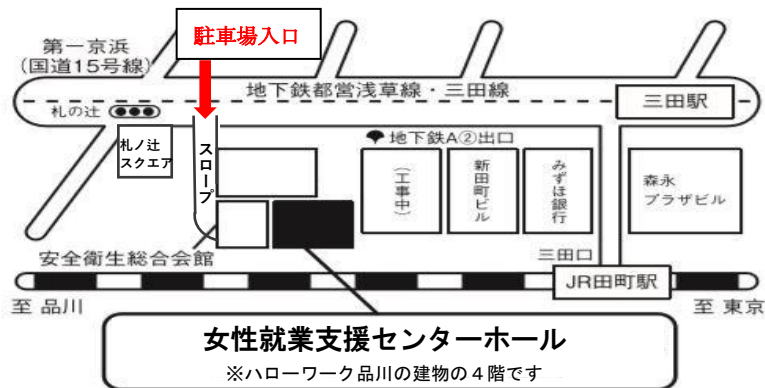 駐車場入口
第一京浜
(国道15号線)
地下鉄都営浅草線・三田線
三田駅
札の辻
札ノ辻
スクエア
スロープ
地下鉄A②出口
(工事中)
新田町ビル
みずほ銀行
森永
プラザビル
安全衛生総合会館
三田口
JR田町駅
至 品川
至 東京
女性就業支援センターホール
※ハローワーク品川の建物の4階です